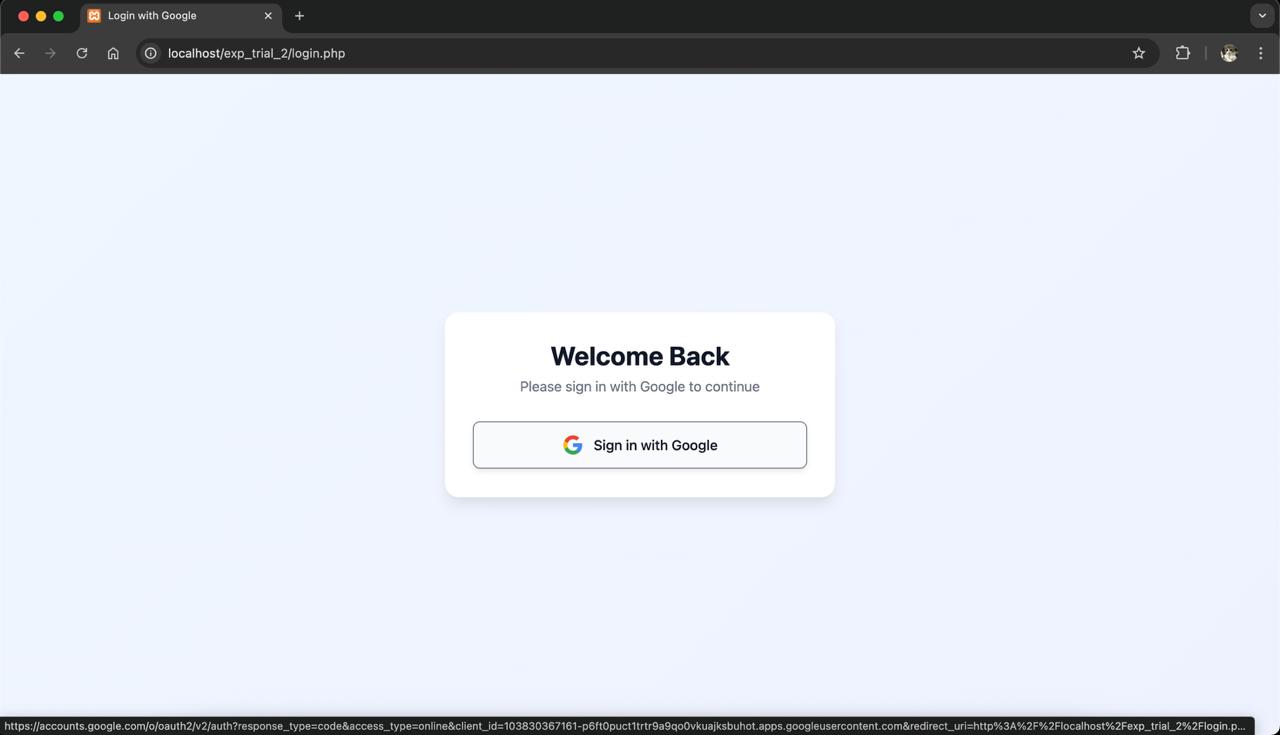 Login with Google
localhost/exp_trial_2/login.php
Welcome Back
Please sign in with Google to continue
Sign in with Google
https://accounts.google.com/o/oauth2/v2/auth?response_type=code&access_type=online&client_id=103830367161-p6ft0puct1trtr9a9qo0vkuajksbuhot.apps.googleusercontent.com&redirect_uri=http%3A%2F%2Flocalhost%2Fexp_trial_2%2Flogin.p...